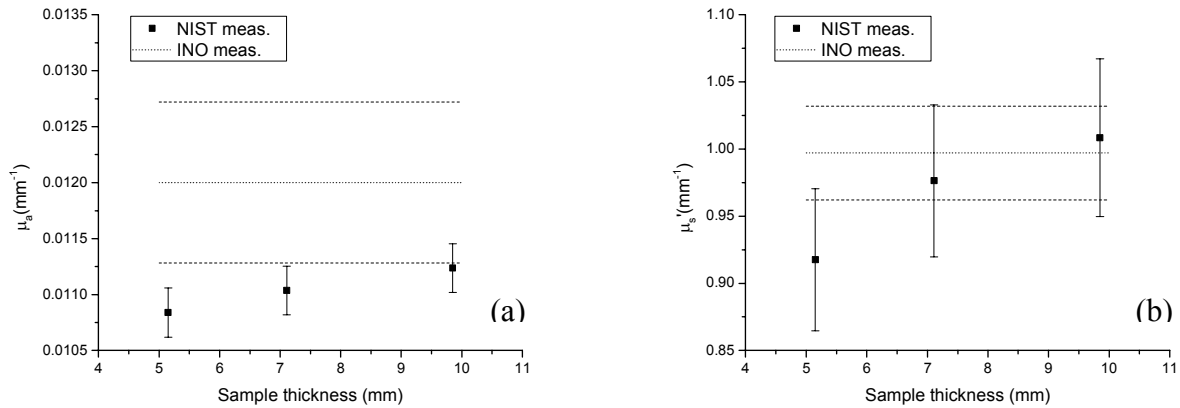 0.0135
0.0130
0.0125
0.0120
0.0115
0.0110
0.0105
μa(mm-1)
NIST meas.
INO meas.
(a)
4 5 6 7 8 9 10 11
Sample thickness (mm)
1.10
1.05
1.00
0.95
0.90
0.85
μs'(mm-1)
NIST meas.
INO meas.
(b)
4 5 6 7 8 9 10 11
Sample thickness (mm)